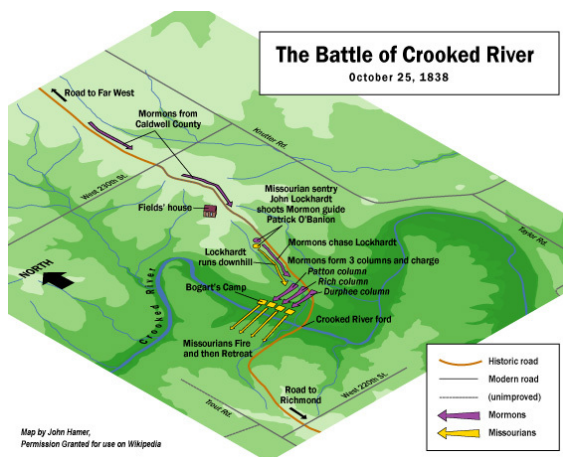 The Battle of Crooked River
October 25, 1838
Road to Far West
Mormons from
Caldwell County
Knutter Rd.
West 230th St.
Missourian sentry
John Lockhardt
shoots Mormon guide
Patrick O'Banion
Fields' house
Taylor Rd.
Mormons chase Lockhardt
Lockhardt
runs downhill
Mormons form 3 columns and charge
Patton column
Rich column
Durphee column
NORTH
Crooked River
Bogart's Camp
Crooked River ford
Missourians Fire
and then Retreat
West 220th St.
Trout Rd.
Road to
Richmond
Historic road
Modern road
(unimproved)
Mormons
Missourians
Map by John Hamer,
Permission Granted for use on Wikipedia